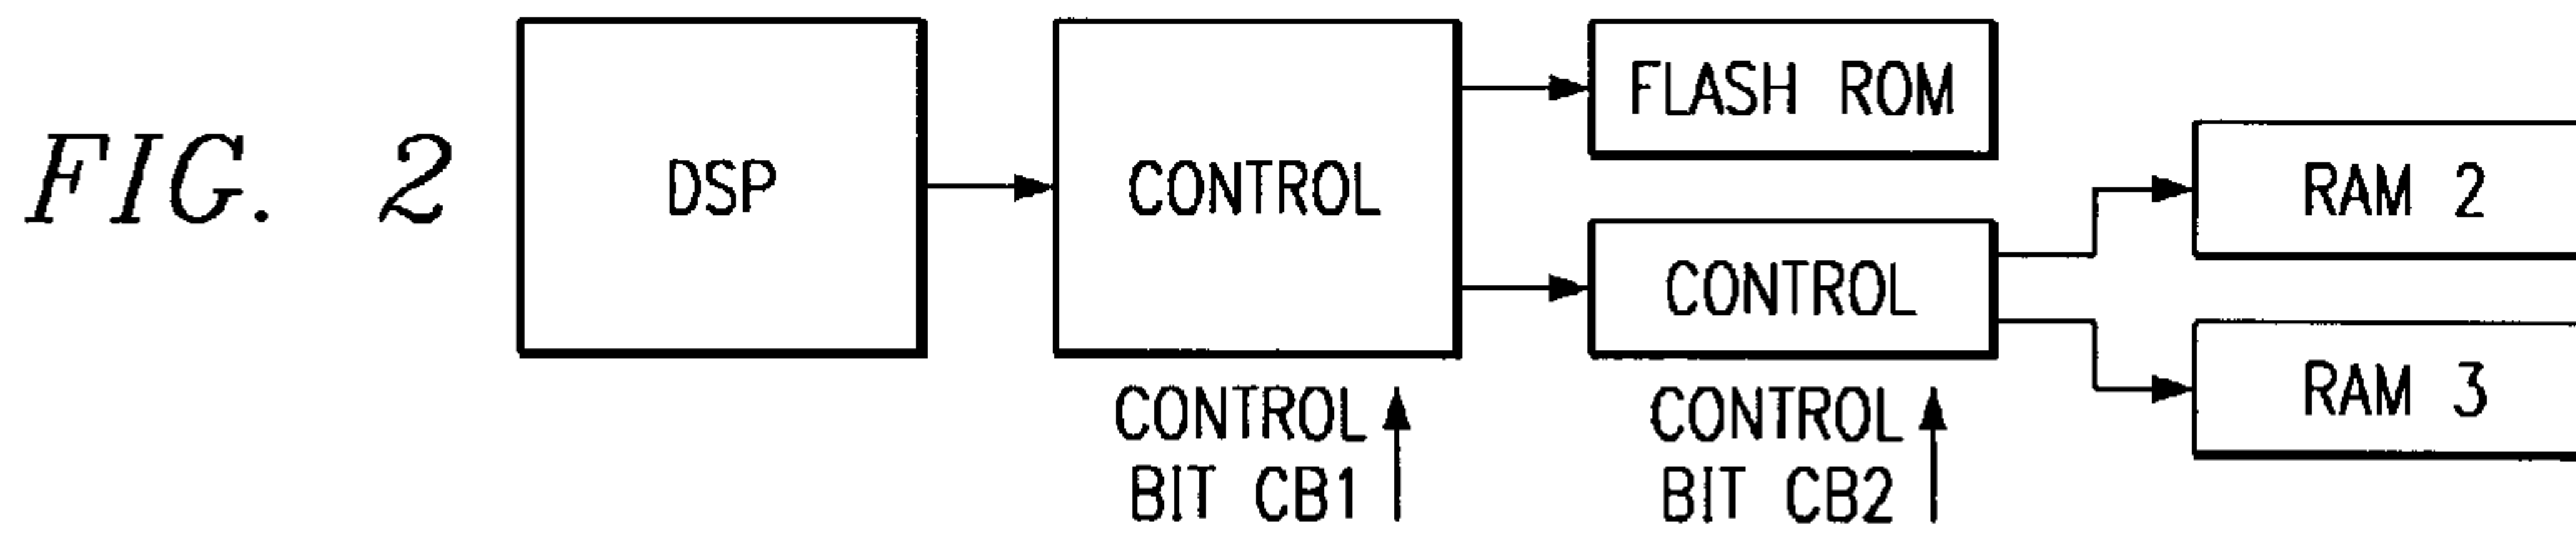 FIG. 2
DSP
CONTROL
CONTROL
BIT CB1
FLASH ROM
CONTROL
CONTROL
BIT CB2
RAM 2
RAM 3